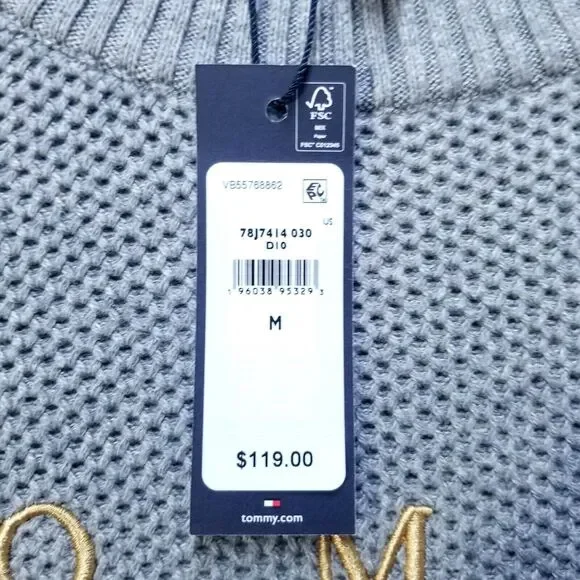 FSC
MIX
Paper
FSC® C012345
VB55768862
US
78J7414 030
D10
1 96038 95329 3
M
$119.00
tommy.com
O M